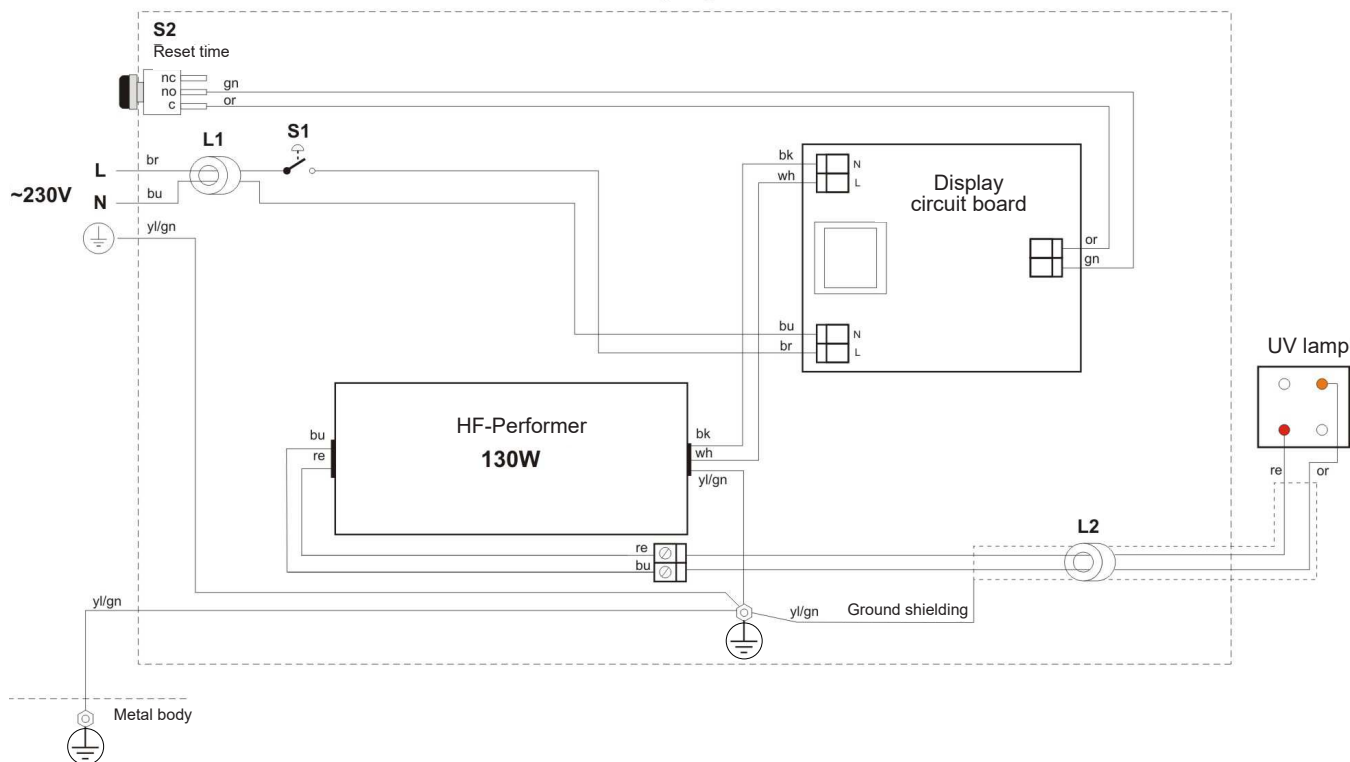 S2
Reset time
nc
no
c
gn
or
L1
S1
L
br
~230V
N
bu
yl/gn
bk
N
wh
L
Display
circuit board
or
gn
bu
N
br
L
UV lamp
HF-Performer
130W
bu
re
bk
wh
yl/gn
re
or
L2
re
bu
yl/gn
yl/gn
Ground shielding
Metal body